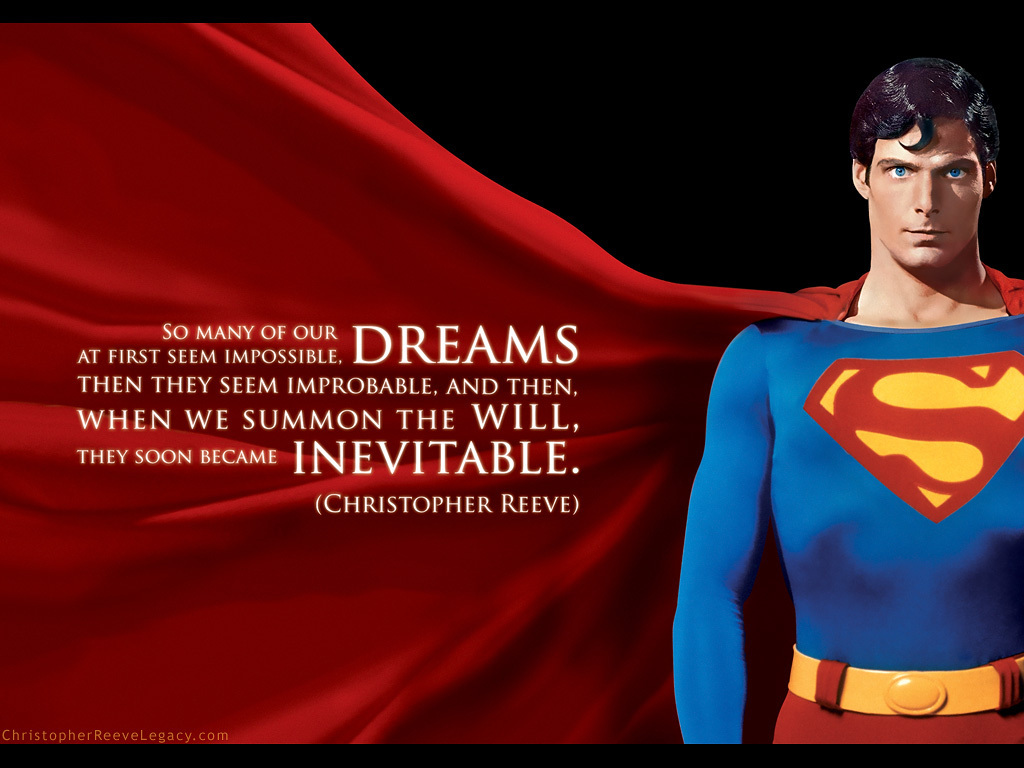 So many of our
at first seem impossible, DREAMS
then they seem improbable, and then,
when we summon the WILL,
they soon became INEVITABLE.
(Christopher Reeve)
ChristopherReeveLegacy.com